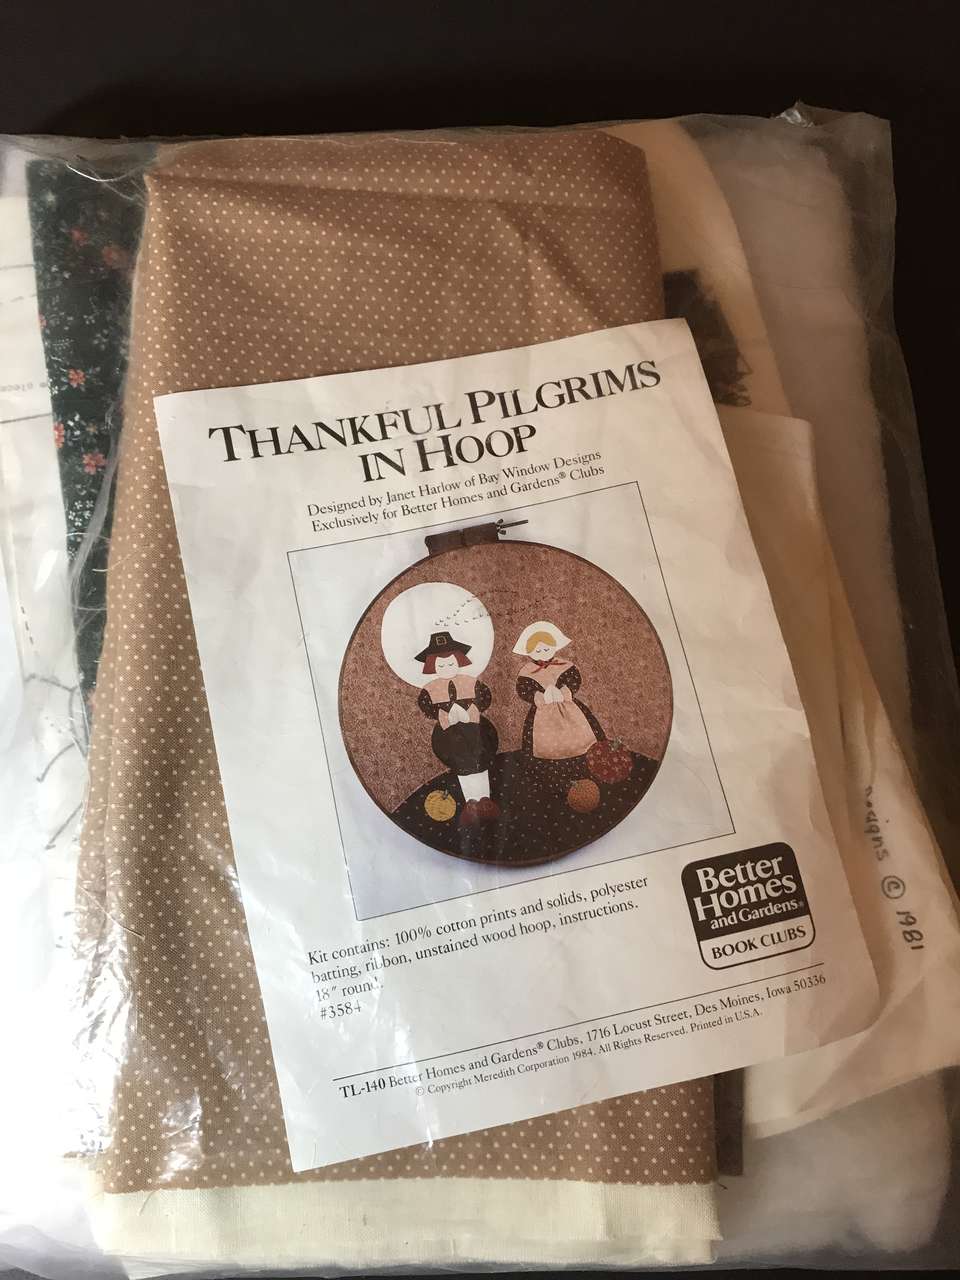 THANKFUL PILGRIMS
IN HOOP
Designed by Janet Harlow of Bay Window Designs
Exclusively for Better Homes and Gardens® Clubs
Kit contains: 100% cotton prints and solids, polyester
batting, ribbon, unstained wood hoop, instructions.
18" round.
#3584
Better
Homes
and Gardens®
BOOK CLUBS
TL-140 Better Homes and Gardens® Clubs, 1716 Locust Street, Des Moines, Iowa 50336
© Copyright Meredith Corporation 1984. All Rights Reserved. Printed in U.S.A.
© 1981